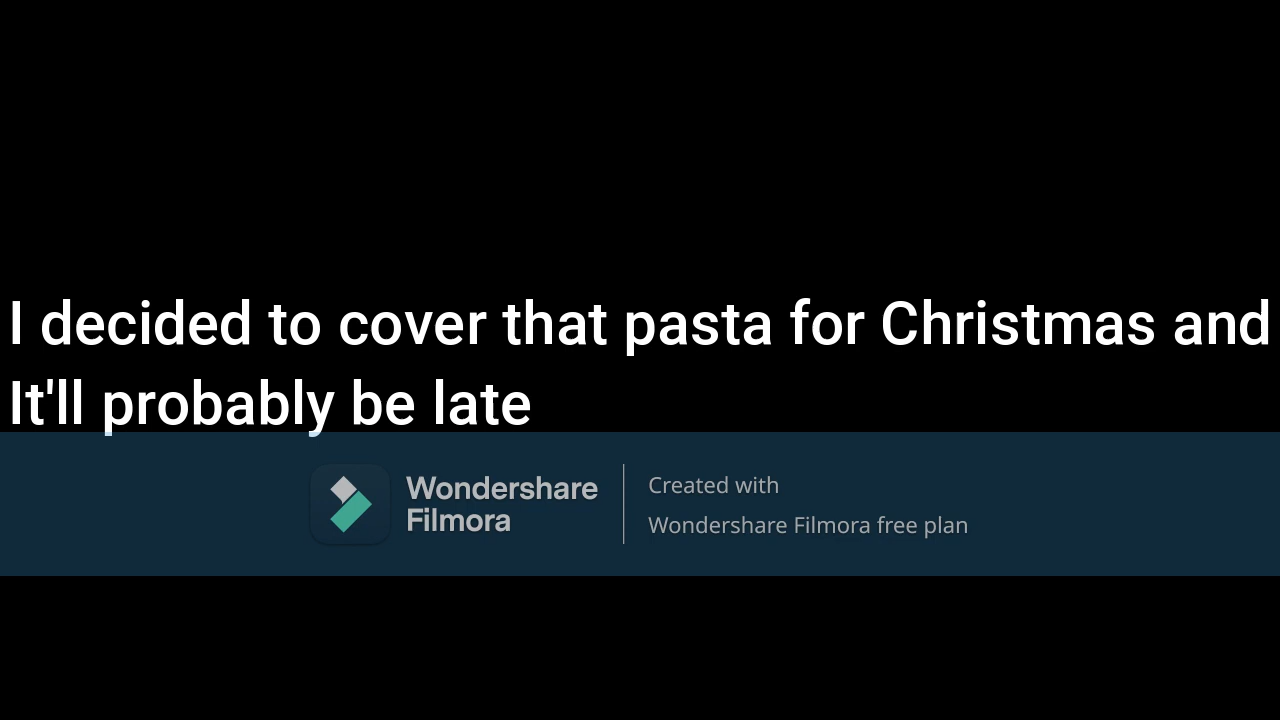 I decided to cover that pasta for Christmas and
It'll probably be late
Wondershare
Filmora
Created with
Wondershare Filmora free plan